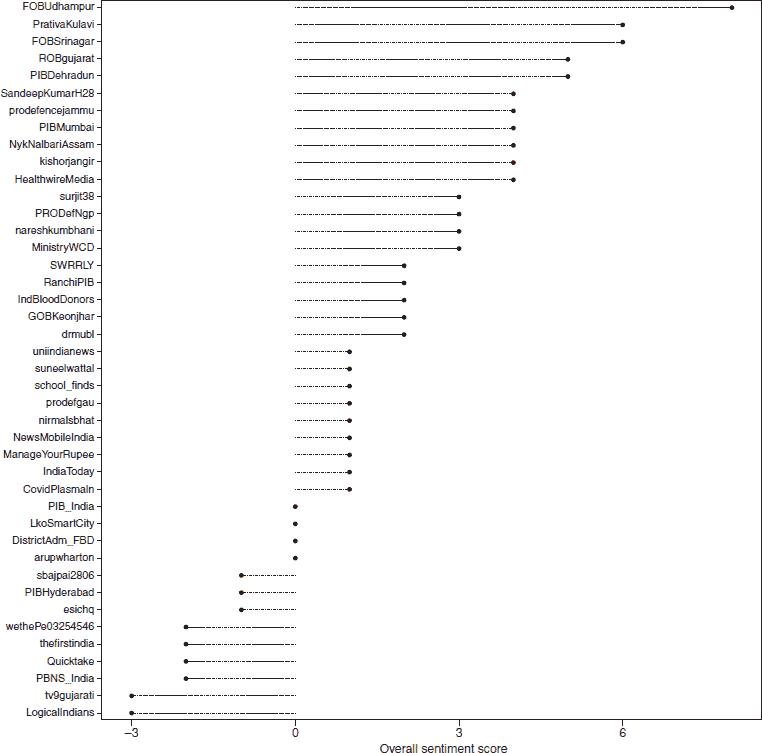 FOBUdhampur
PrativaKulavi
FOBSrinagar
ROBgujarat
PIBDehradun
SandeepKumarH28
prodefencejammu
PIBMumbai
NykNalbariAssam
kishorjangir
HealthwireMedia
surjit38
PRODefNgp
nareshkumbhani
MinistryWCD
SWRRLY
RanchiPIB
IndBloodDonors
GOBKeonjhar
drmubl
uniindianews
suneelwattal
school_finds
prodefgau
nirmalsbhat
NewsMobileIndia
ManageYourRupee
IndiaToday
CovidPlasmaIn
PIB_India
LkoSmartCity
DistrictAdm_FBD
arupwharton
sbajpai2806
PIBHyderabad
esichq
wethePe03254546
thefirstindia
Quicktake
PBNS_India
tv9gujarati
LogicalIndians
–3 0 3 6
Overall sentiment score